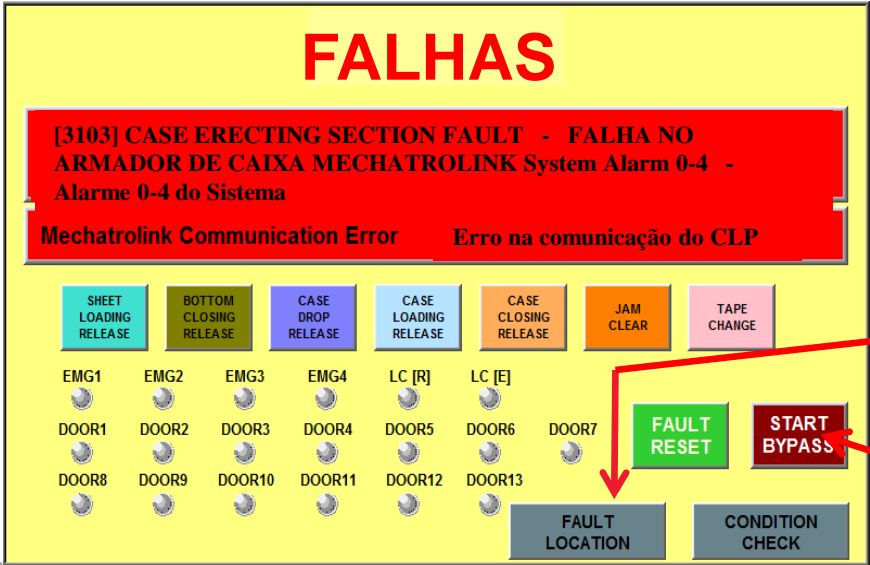 FALHAS
[3103] CASE ERECTING SECTION FAULT - FALHA NO
ARMADOR DE CAIXA MECHATROLINK System Alarm 0-4 -
Alarme 0-4 do Sistema
Mechatrolink Communication Error Erro na comunicação do CLP
SHEET LOADING RELEASE
BOTTOM CLOSING RELEASE
CASE DROP RELEASE
CASE LOADING RELEASE
CASE CLOSING RELEASE
JAM CLEAR
TAPE CHANGE
EMG1 EMG2 EMG3 EMG4 LC [R] LC [E]
DOOR1 DOOR2 DOOR3 DOOR4 DOOR5 DOOR6 DOOR7
FAULT RESET
START BYPASS
DOOR8 DOOR9 DOOR10 DOOR11 DOOR12 DOOR13
FAULT LOCATION
CONDITION CHECK